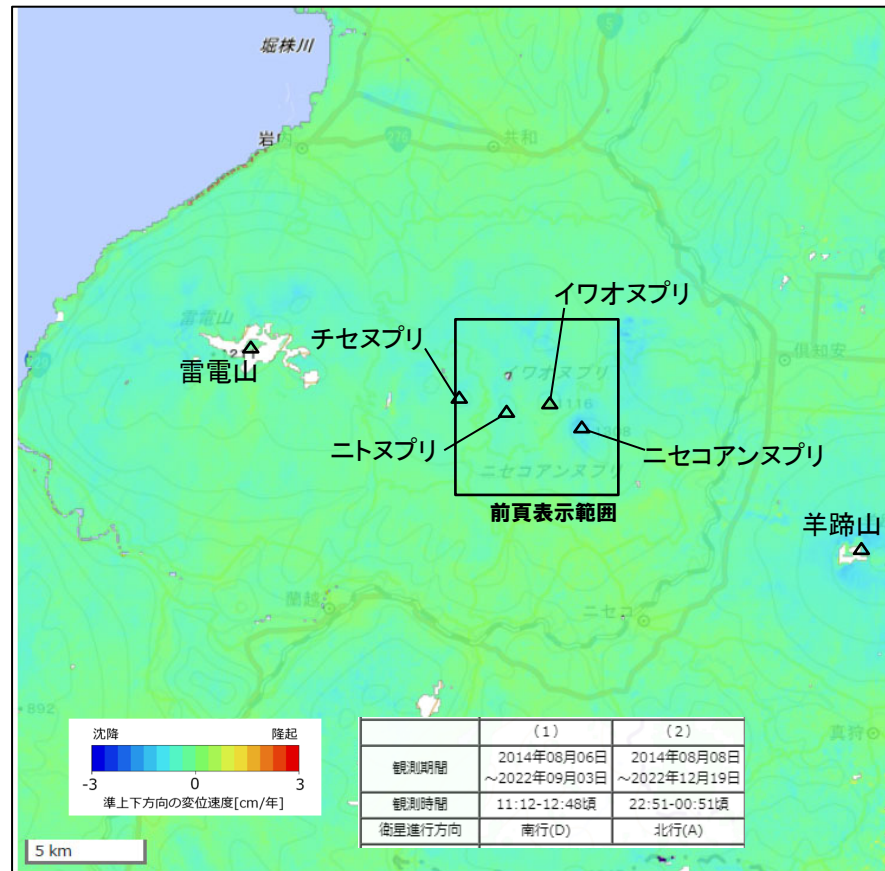 堀株川
5
岩内
276
共和
イワオヌプリ
チセヌプリ
雷電山
1211
雷電山
倶知安
イワオヌプリ
1116
ニトヌプリ
1308
ニセコアンヌプリ
ニセコアンヌプリ
前頁表示範囲
羊蹄山
蘭越
ニセコ
892
真狩
沈降 隆起
-3 0 3
準上下方向の変位速度[cm/年]
5 km
(1) (2)
観測期間 2014年08月06日 2014年08月08日
～2022年09月03日 ～2022年12月19日
観測時間 11:12-12:48頃 22:51-00:51頃
衛星進行方向 南行(D) 北行(A)